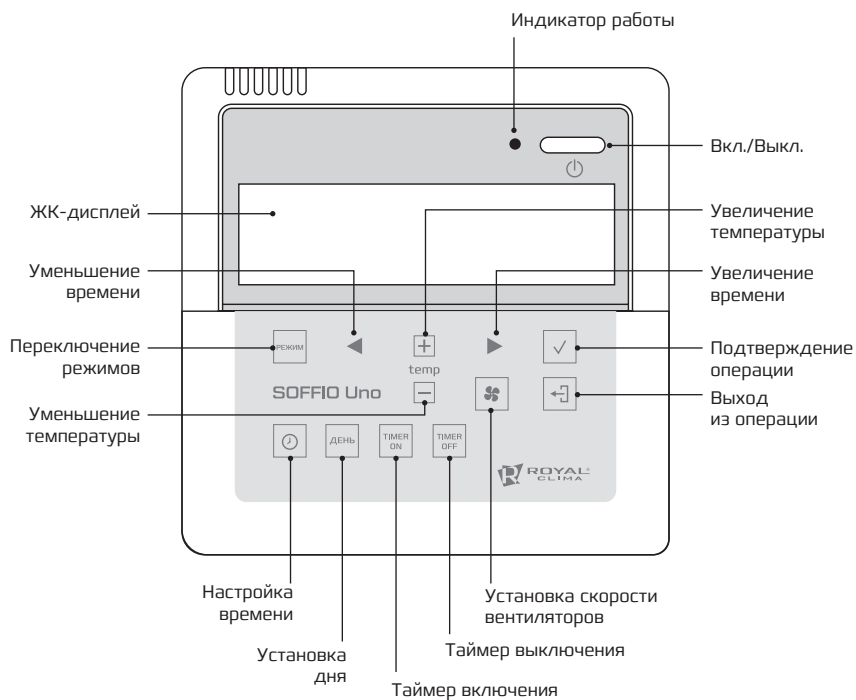 Индикатор работы
Вкл./Выкл.
ЖК-дисплей
Увеличение
температуры
Уменьшение
времени
Увеличение
времени
РЕЖИМ
temp
Переключение
режимов
Подтверждение
операции
SOFFIO Uno
Выход
из операции
Уменьшение
температуры
ДЕНЬ
TIMER
ON
TIMER
OFF
ROYAL®
CLIMA
Настройка
времени
Установка скорости
вентиляторов
Установка
дня
Таймер выключения
Таймер включения